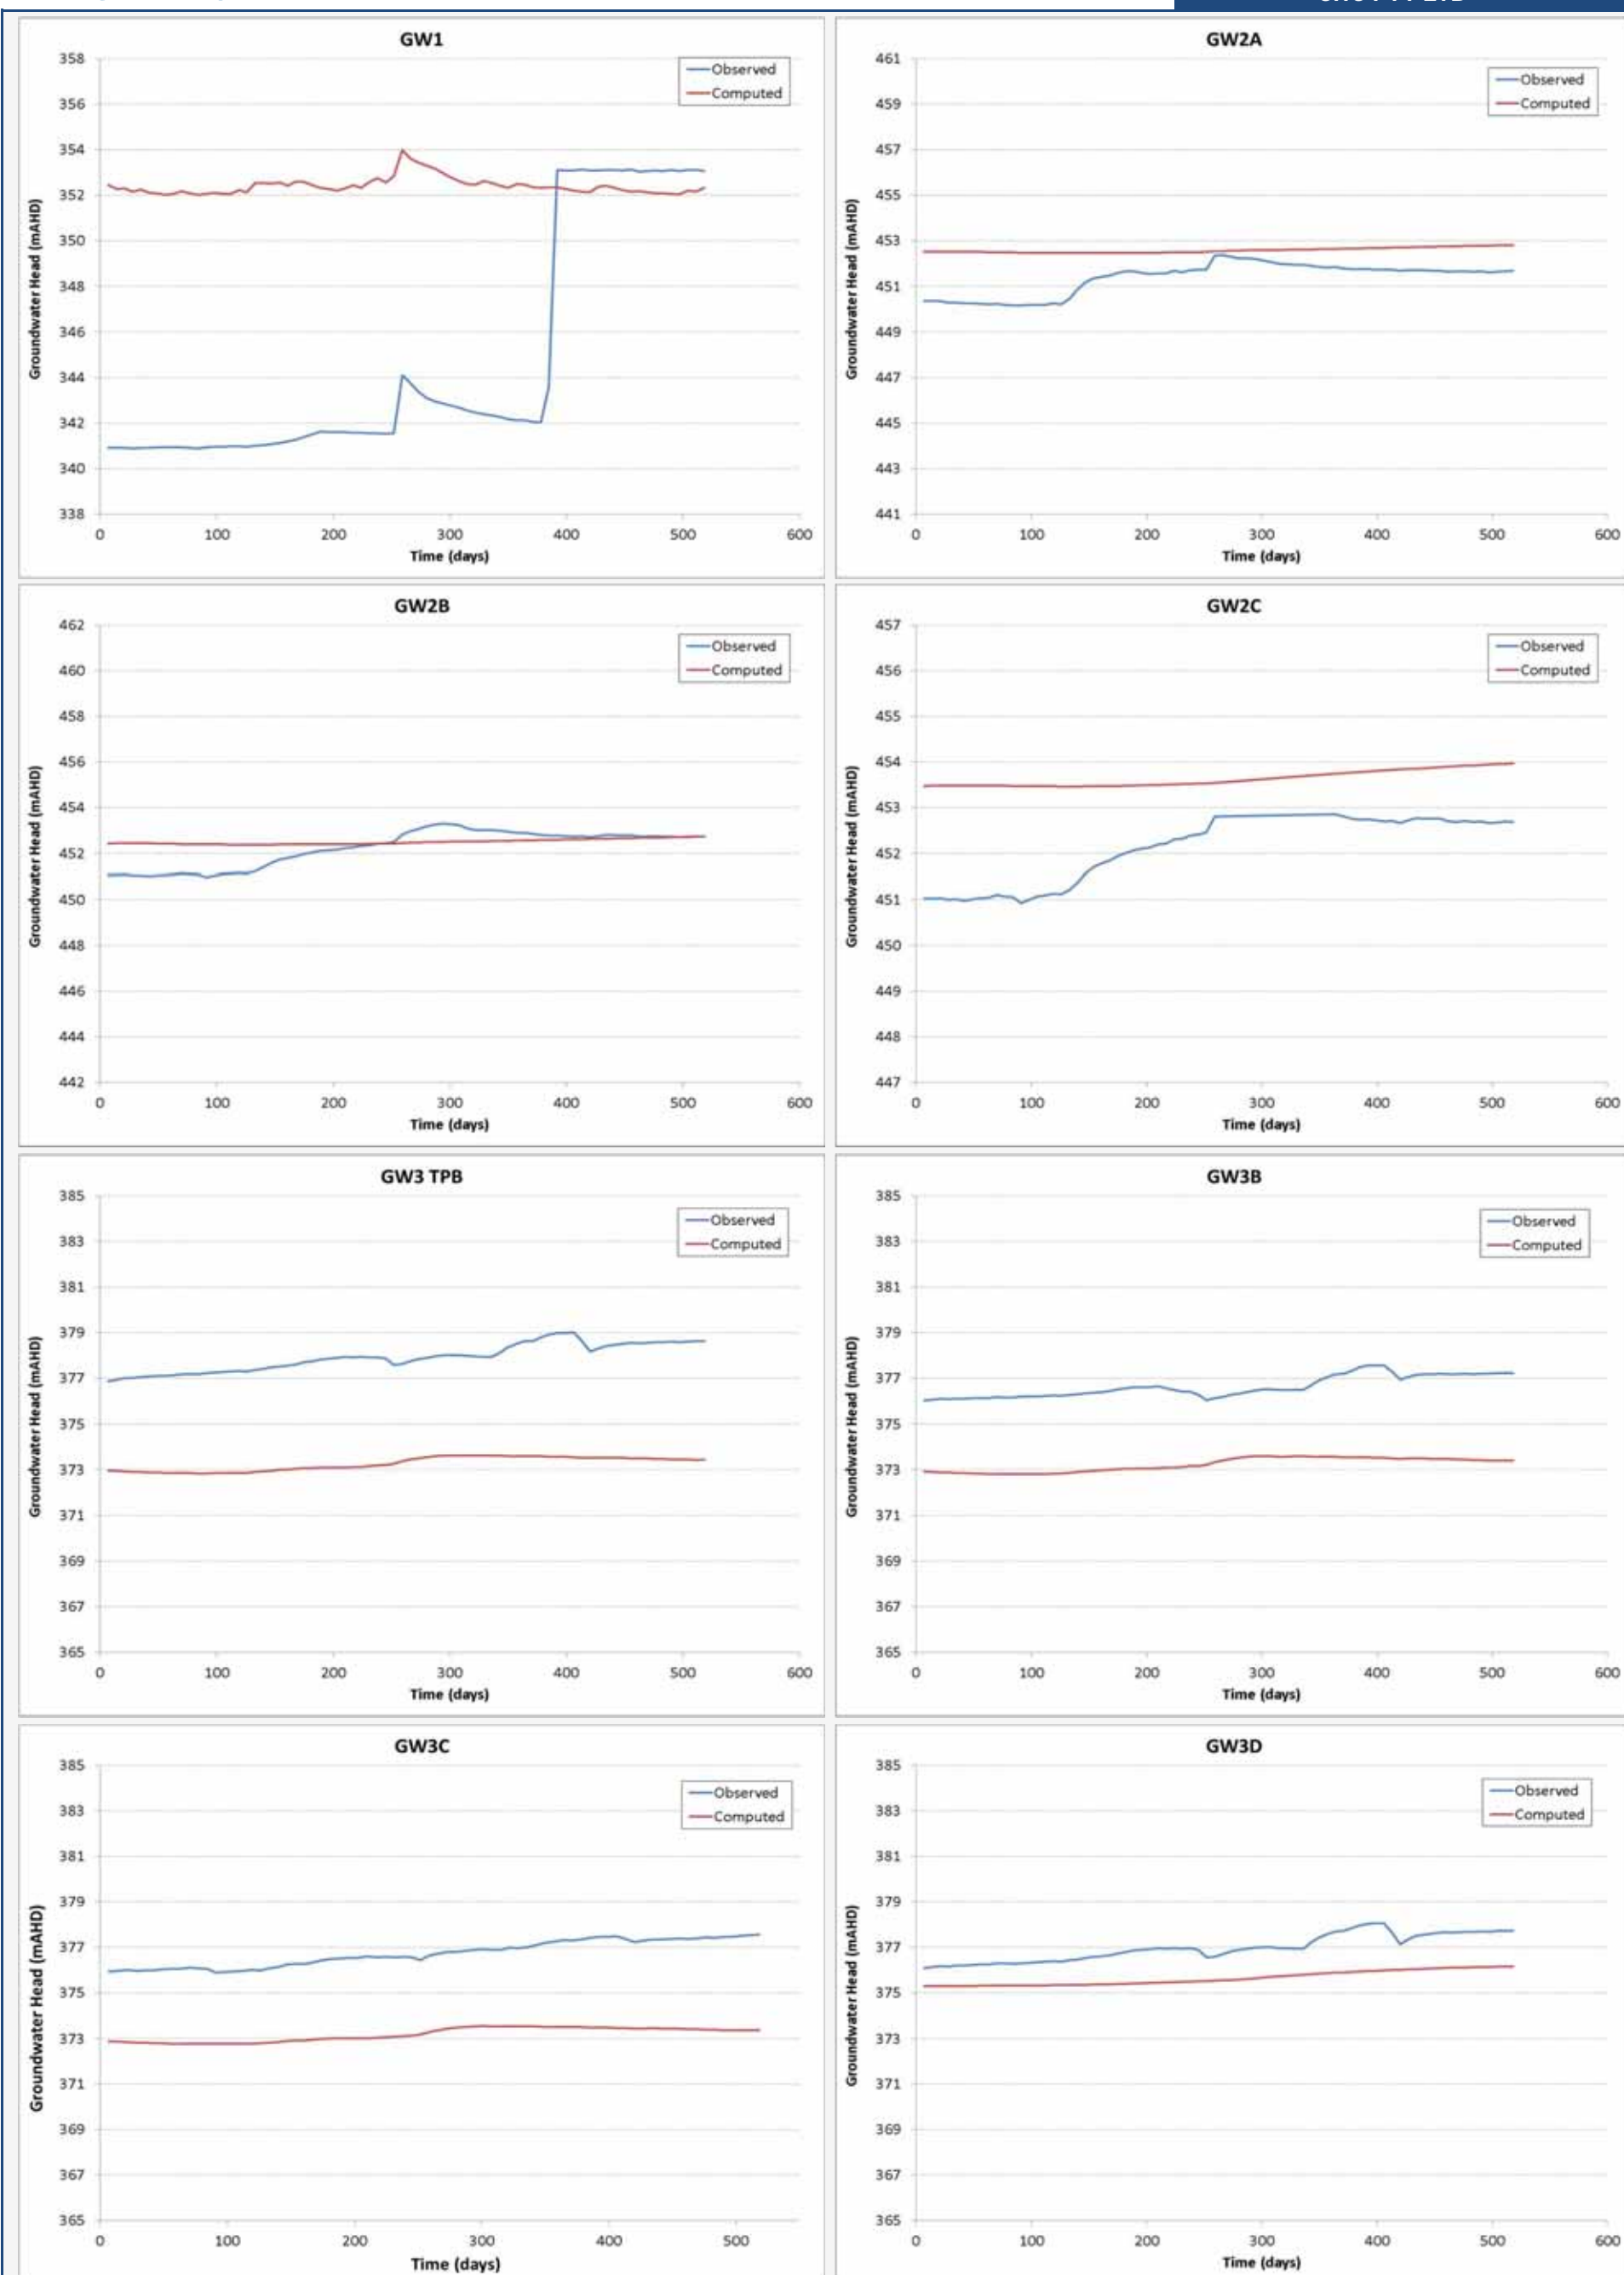 GW1
358
356
354
352
350
348
346
344
342
340
338
Groundwater Head (mAHD)
Observed
Computed
0 100 200 300 400 500 600
Time (days)
GW2A
461
459
457
455
453
451
449
447
445
443
441
Groundwater Head (mAHD)
Observed
Computed
0 100 200 300 400 500 600
Time (days)
GW2B
462
460
458
456
454
452
450
448
446
444
442
Groundwater Head (mAHD)
Observed
Computed
0 100 200 300 400 500 600
Time (days)
GW2C
457
456
455
454
453
452
451
450
449
448
447
Groundwater Head (mAHD)
Observed
Computed
0 100 200 300 400 500 600
Time (days)
GW3 TPB
385
383
381
379
377
375
373
371
369
367
365
Groundwater Head (mAHD)
Observed
Computed
0 100 200 300 400 500 600
Time (days)
GW3B
385
383
381
379
377
375
373
371
369
367
365
Groundwater Head (mAHD)
Observed
Computed
0 100 200 300 400 500 600
Time (days)
GW3C
385
383
381
379
377
375
373
371
369
367
365
Groundwater Head (mAHD)
Observed
Computed
0 100 200 300 400 500
Time (days)
GW3D
385
383
381
379
377
375
373
371
369
367
365
Groundwater Head (mAHD)
Observed
Computed
0 100 200 300 400 500 600
Time (days)